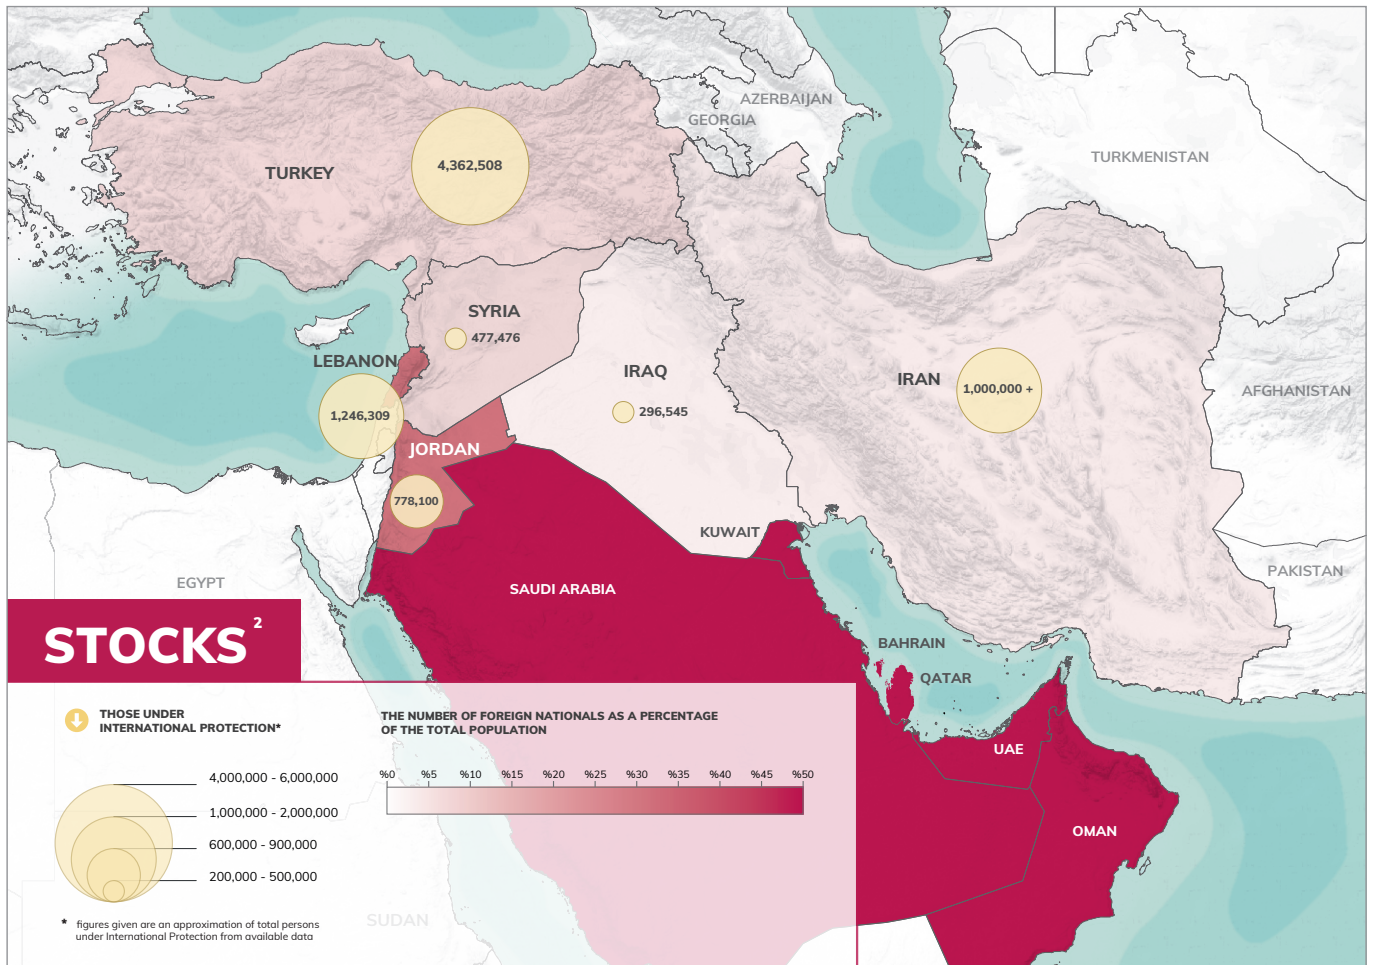 AZERBAIJAN
GEORGIA
TURKMENISTAN
TURKEY
4,362,508
SYRIA
477,476
LEBANON
1,246,309
IRAQ
296,545
IRAN
1,000,000 +
AFGHANISTAN
JORDAN
778,100
KUWAIT
PAKISTAN
EGYPT
SAUDI ARABIA
BAHRAIN
QATAR
UAE
OMAN
SUDAN
STOCKS 2
THOSE UNDER
INTERNATIONAL PROTECTION*
4,000,000 - 6,000,000
1,000,000 - 2,000,000
600,000 - 900,000
200,000 - 500,000
* figures given are an approximation of total persons
under International Protection from available data
THE NUMBER OF FOREIGN NATIONALS AS A PERCENTAGE
OF THE TOTAL POPULATION
%0 %5 %10 %15 %20 %25 %30 %35 %40 %45 %50